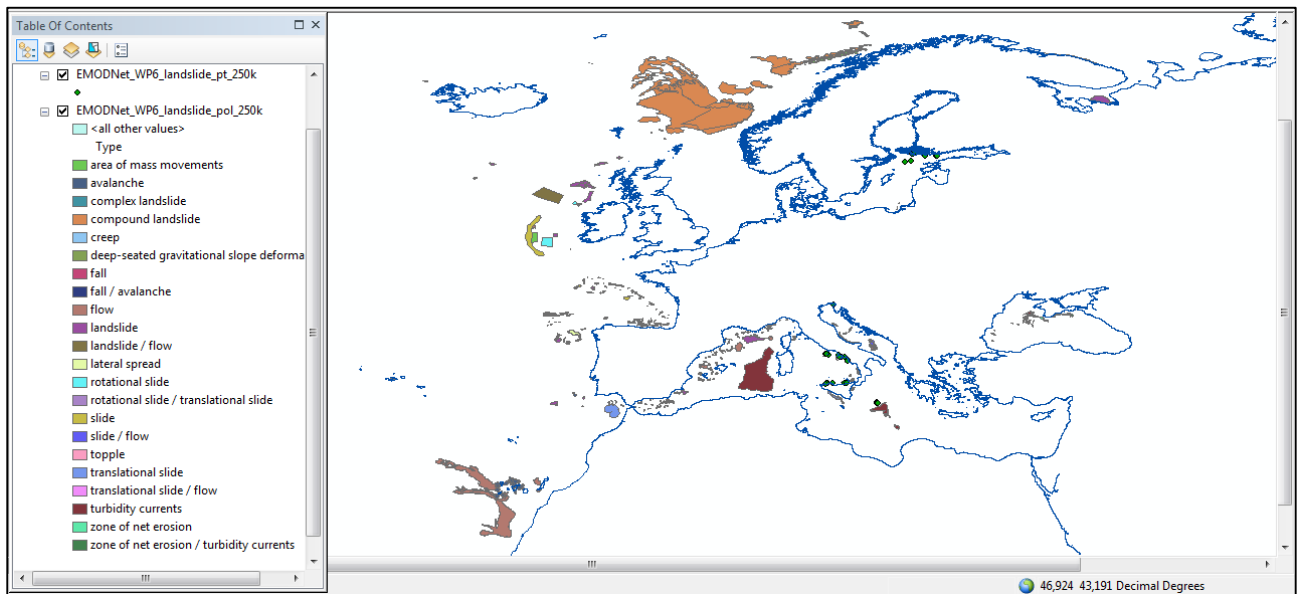 Table Of Contents
EMODNet_WP6_landslide_pt_250k
EMODNet_WP6_landslide_pol_250k
<all other values>
Type
area of mass movements
avalanche
complex landslide
compound landslide
creep
deep-seated gravitational slope deforma
fall
fall / avalanche
flow
landslide
landslide / flow
lateral spread
rotational slide
rotational slide / translational slide
slide
slide / flow
topple
translational slide
translational slide / flow
turbidity currents
zone of net erosion
zone of net erosion / turbidity currents
46,924 43,191 Decimal Degrees